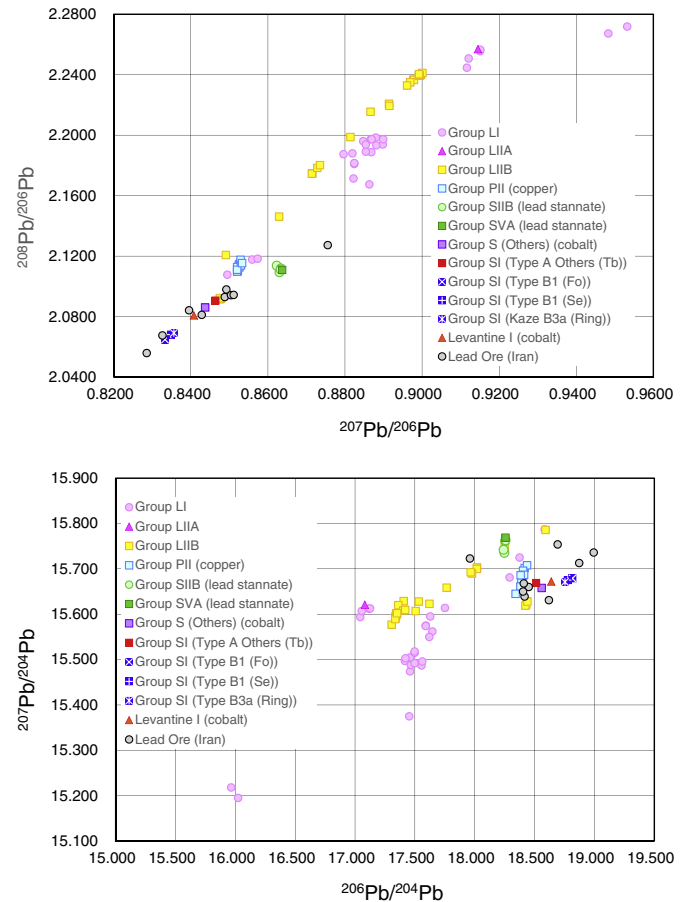 2.2800
2.2400
2.2000
2.1600
2.1200
2.0800
2.0400
208Pb/206Pb
Group LI
Group LIIA
Group LIIB
Group PII (copper)
Group SIIB (lead stannate)
Group SVA (lead stannate)
Group S (Others) (cobalt)
Group SI (Type A Others (Tb))
Group SI (Type B1 (Fo))
Group SI (Type B1 (Se))
Group SI (Kaze B3a (Ring))
Levantine I (cobalt)
Lead Ore (Iran)
0.8200 0.8400 0.8600 0.8800 0.9000 0.9200 0.9400 0.9600
207Pb/206Pb
15.900
15.800
15.700
15.600
15.500
15.400
15.300
15.200
15.100
207Pb/204Pb
Group LI
Group LIIA
Group LIIB
Group PII (copper)
Group SIIB (lead stannate)
Group SVA (lead stannate)
Group S (Others) (cobalt)
Group SI (Type A Others (Tb))
Group SI (Type B1 (Fo))
Group SI (Type B1 (Se))
Group SI (Type B3a (Ring))
Levantine I (cobalt)
Lead Ore (Iran)
15.000 15.500 16.000 16.500 17.000 17.500 18.000 18.500 19.000 19.500
206Pb/204Pb